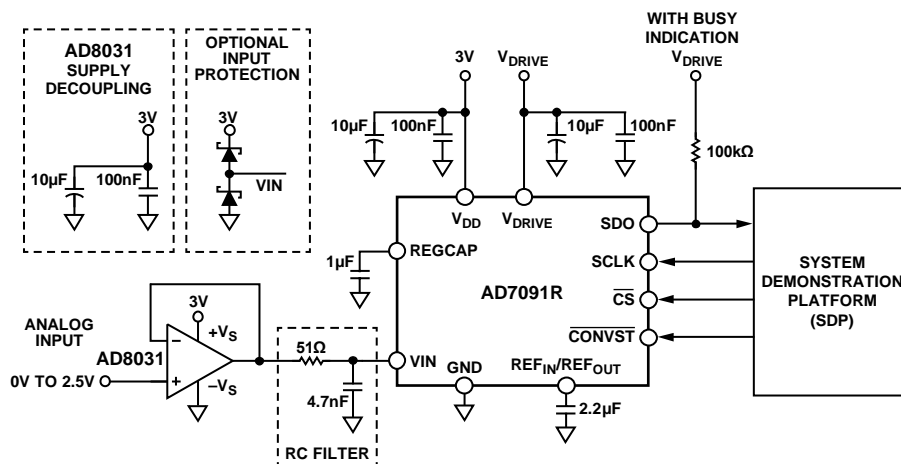 AD8031
SUPPLY
DECOUPLING
3V
10µF
100nF
OPTIONAL
INPUT
PROTECTION
3V
VIN
3V
VDRIVE
10µF
100nF
10µF
100nF
WITH BUSY
INDICATION
VDRIVE
100kΩ
VDD
VDRIVE
REGCAP
1µF
AD7091R
SDO
SCLK
CS
CONVST
VIN
GND
REFIN/REFOUT
2.2µF
SYSTEM
DEMONSTRATION
PLATFORM
(SDP)
ANALOG
INPUT
0V TO 2.5V
AD8031
3V
+VS
−VS
−
+
51Ω
4.7nF
RC FILTER